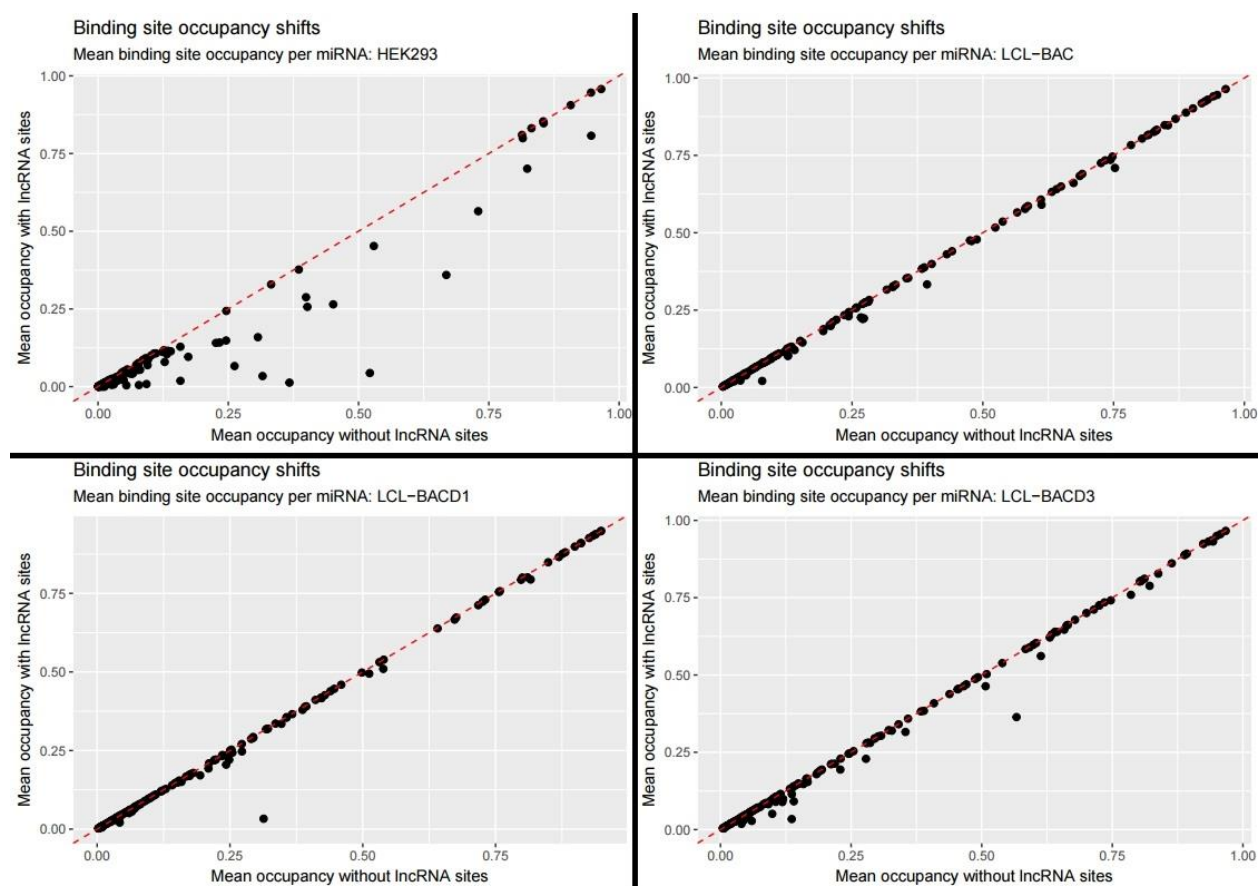 Binding site occupancy shifts
Mean binding site occupancy per miRNA: HEK293
1.00
0.75
0.50
0.25
0.00
Mean occupancy with lncRNA sites
0.00 0.25 0.50 0.75 1.00
Mean occupancy without lncRNA sites
Binding site occupancy shifts
Mean binding site occupancy per miRNA: LCL−BAC
1.00
0.75
0.50
0.25
0.00
Mean occupancy with lncRNA sites
0.00 0.25 0.50 0.75 1.00
Mean occupancy without lncRNA sites
Binding site occupancy shifts
Mean binding site occupancy per miRNA: LCL−BACD1
0.75
0.50
0.25
0.00
Mean occupancy with lncRNA sites
0.00 0.25 0.50 0.75
Mean occupancy without lncRNA sites
Binding site occupancy shifts
Mean binding site occupancy per miRNA: LCL−BACD3
1.00
0.75
0.50
0.25
0.00
Mean occupancy with lncRNA sites
0.00 0.25 0.50 0.75 1.00
Mean occupancy without lncRNA sites